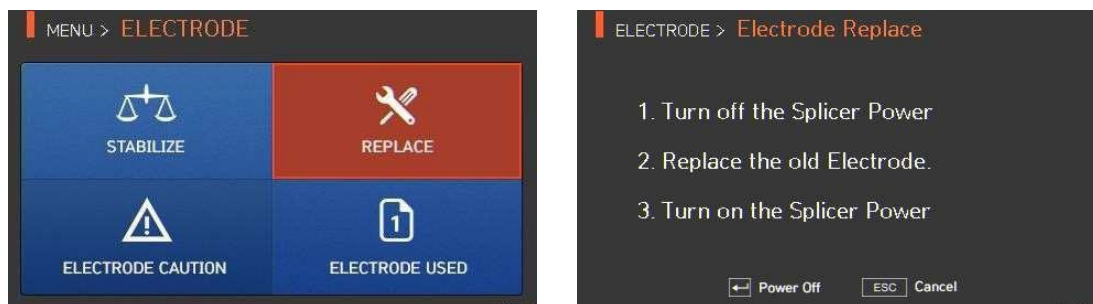 MENU > ELECTRODE
STABILIZE
REPLACE
ELECTRODE CAUTION
1
ELECTRODE USED
ELECTRODE > Electrode Replace
1. Turn off the Splicer Power
2. Replace the old Electrode.
3. Turn on the Splicer Power
↵ Power Off
ESC Cancel